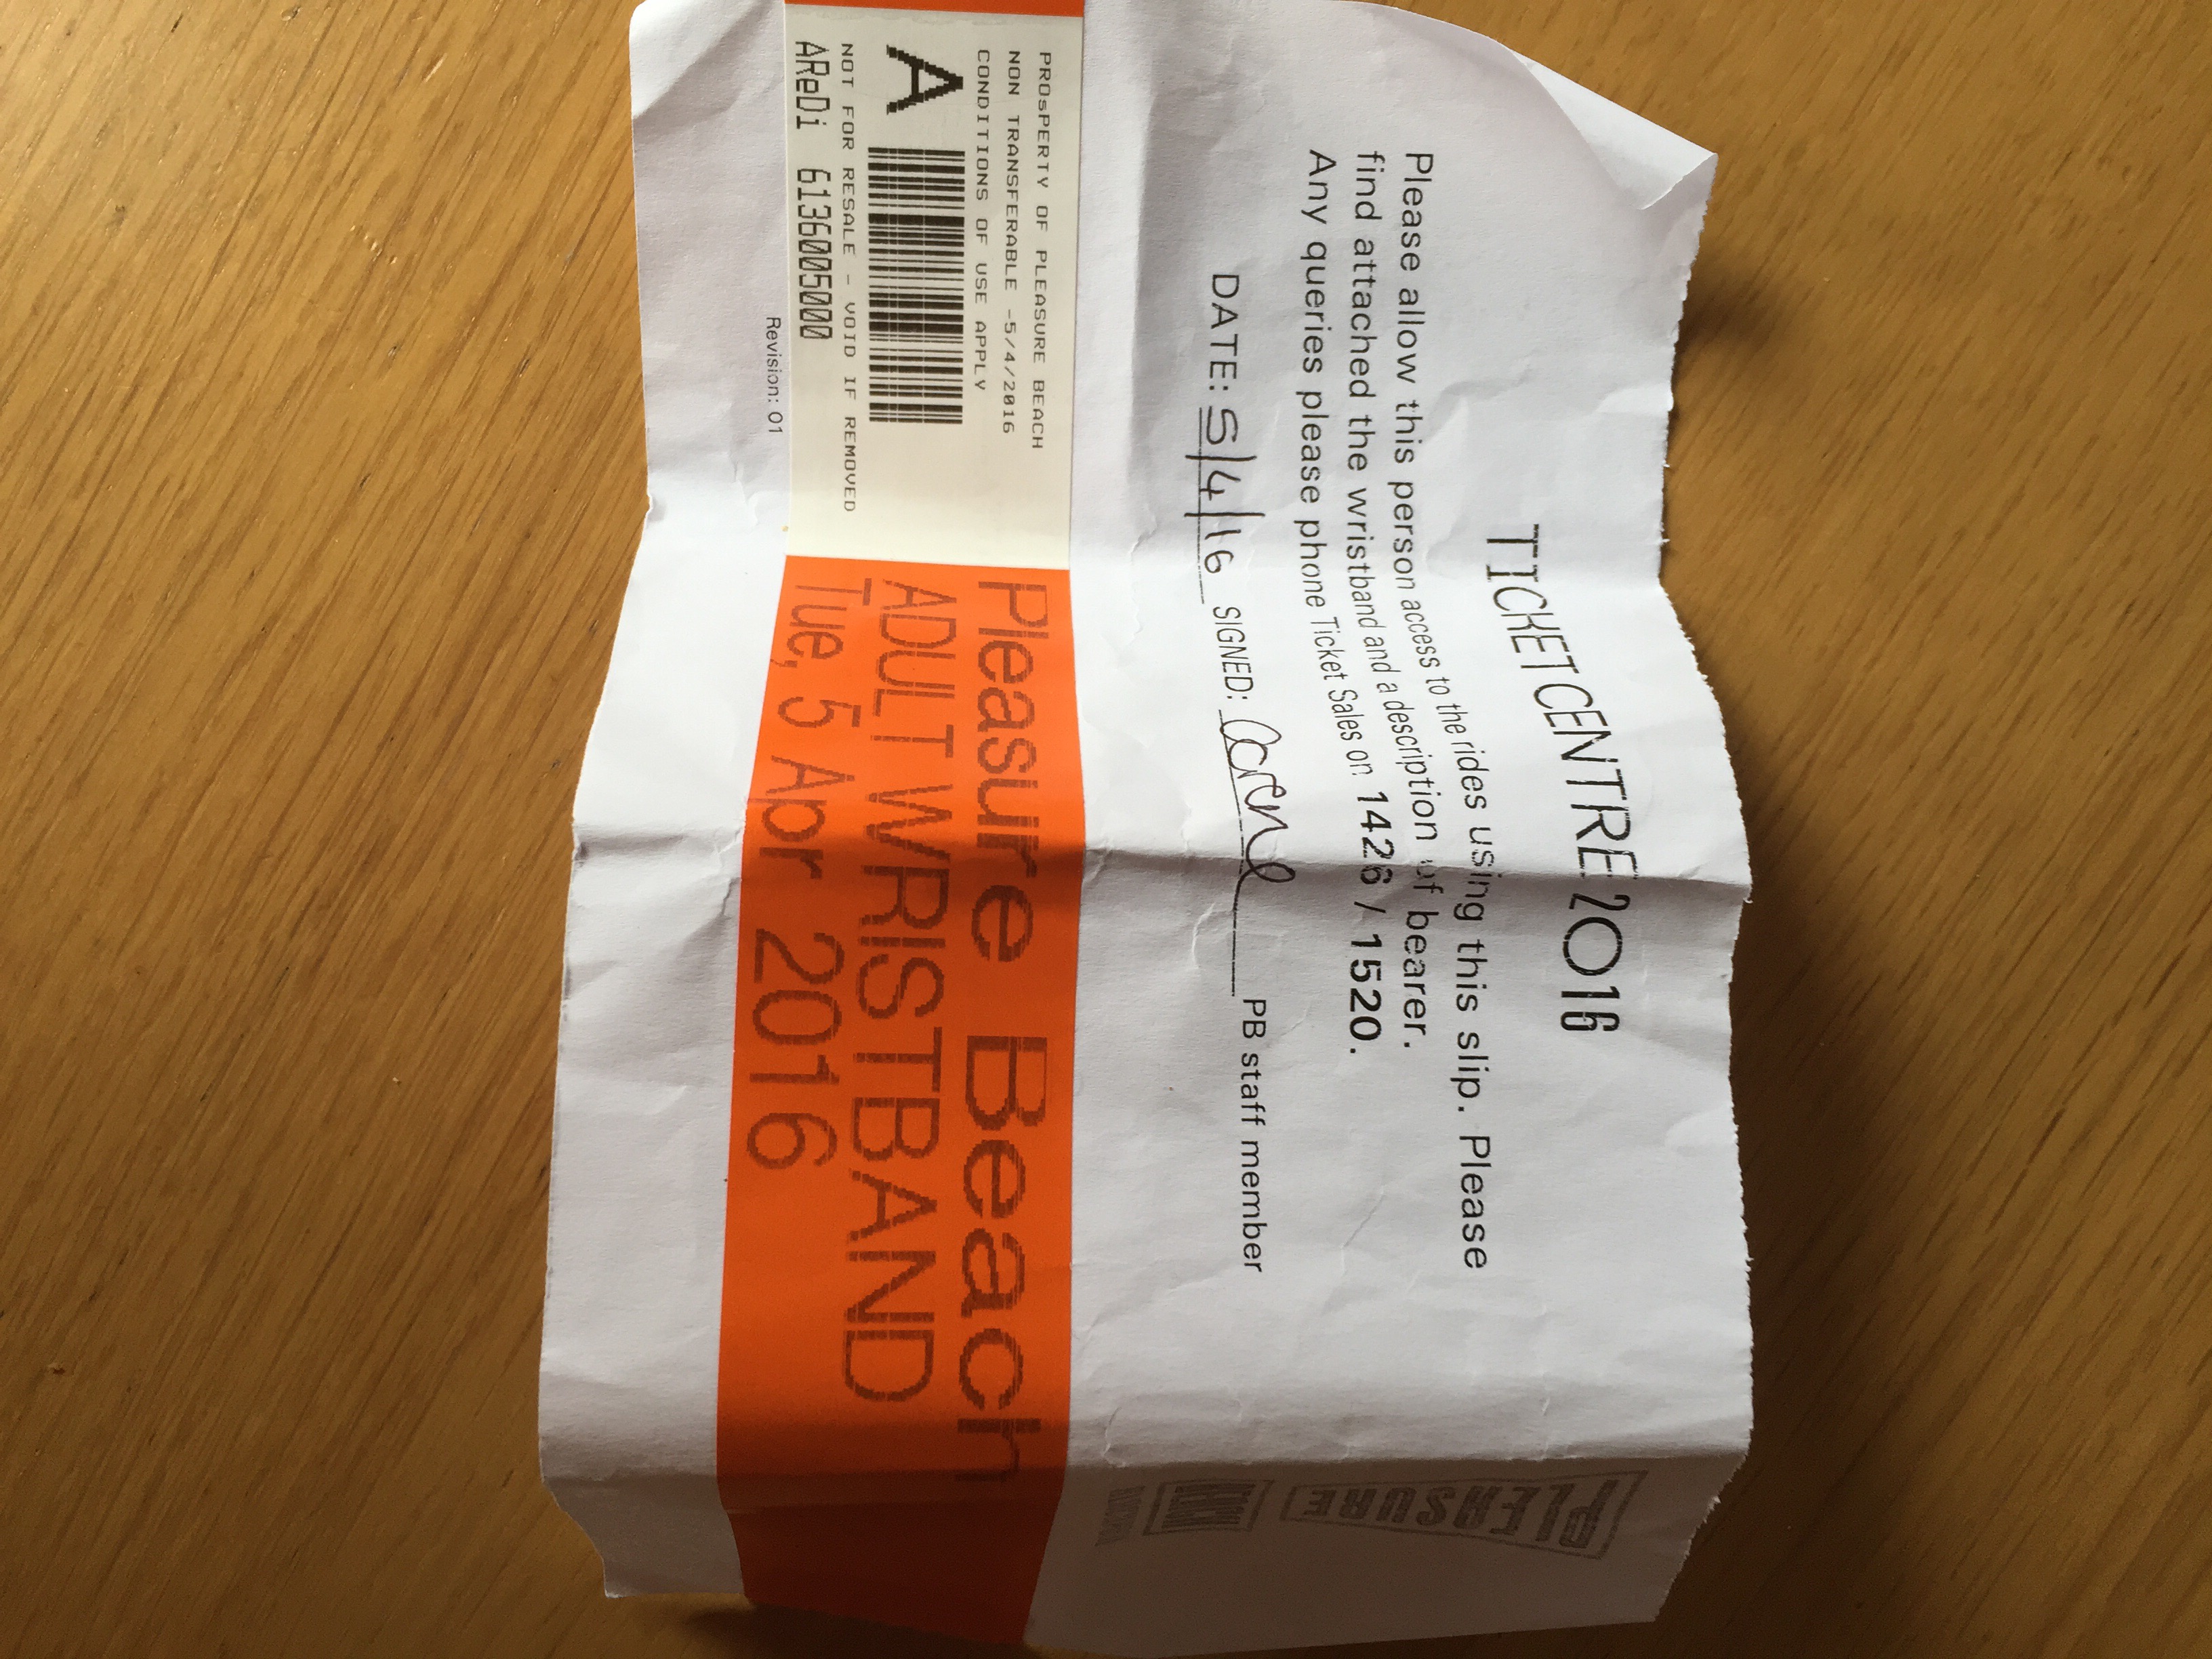 TICKET CENTRE 2016
Please allow this person access to the rides using this slip. Please
find attached the wristband and a description of bearer.
Any queries please phone Ticket Sales on 1426 / 1520.
DATE: 5/4/16 SIGNED: PB staff member
PROsPERTY OF PLEASURE BEACH
NON TRANSFERABLE -5/4/2016
CONDITIONS OF USE APPLY
A
NOT FOR RESALE - VOID IF REMOVED
AReDi 6136005000
Pleasure Beach
ADULT WRISTBAND
Tue, 5 Apr 2016
Revision: 01
PLEASURE